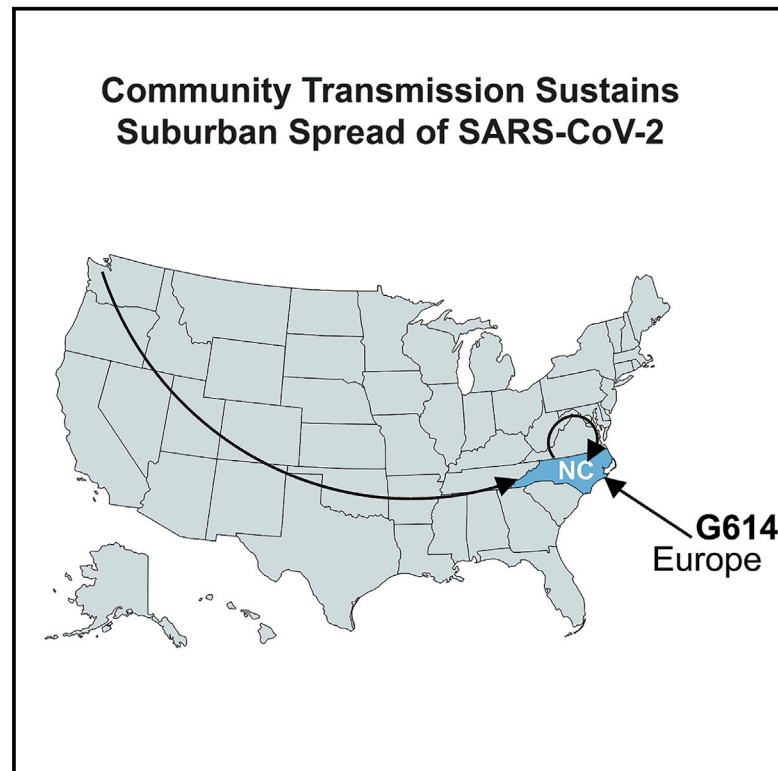 Community Transmission Sustains
Suburban Spread of SARS-CoV-2
NC
G614
Europe